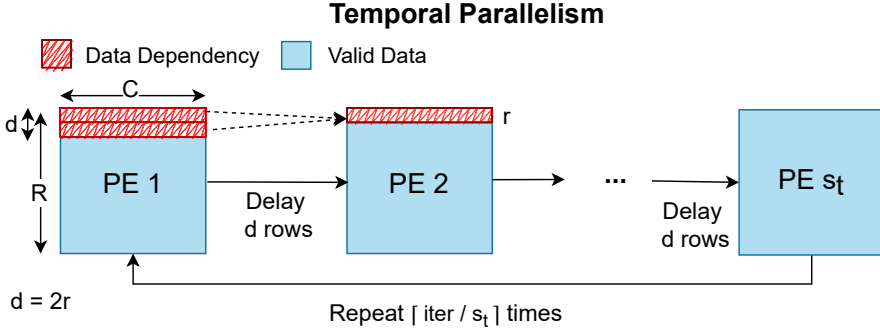 Temporal Parallelism
Data Dependency
Valid Data
C
d
r
R
PE 1
PE 2
...
PE sₜ
Delay
d rows
Delay
d rows
d = 2r
Repeat ⌈ iter / sₜ ⌉ times